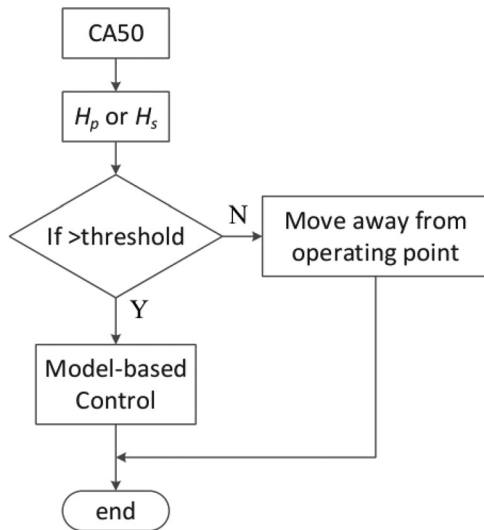 CA50
Hp or Hs
If >threshold
N
Move away from
operating point
Y
Model-based
Control
end